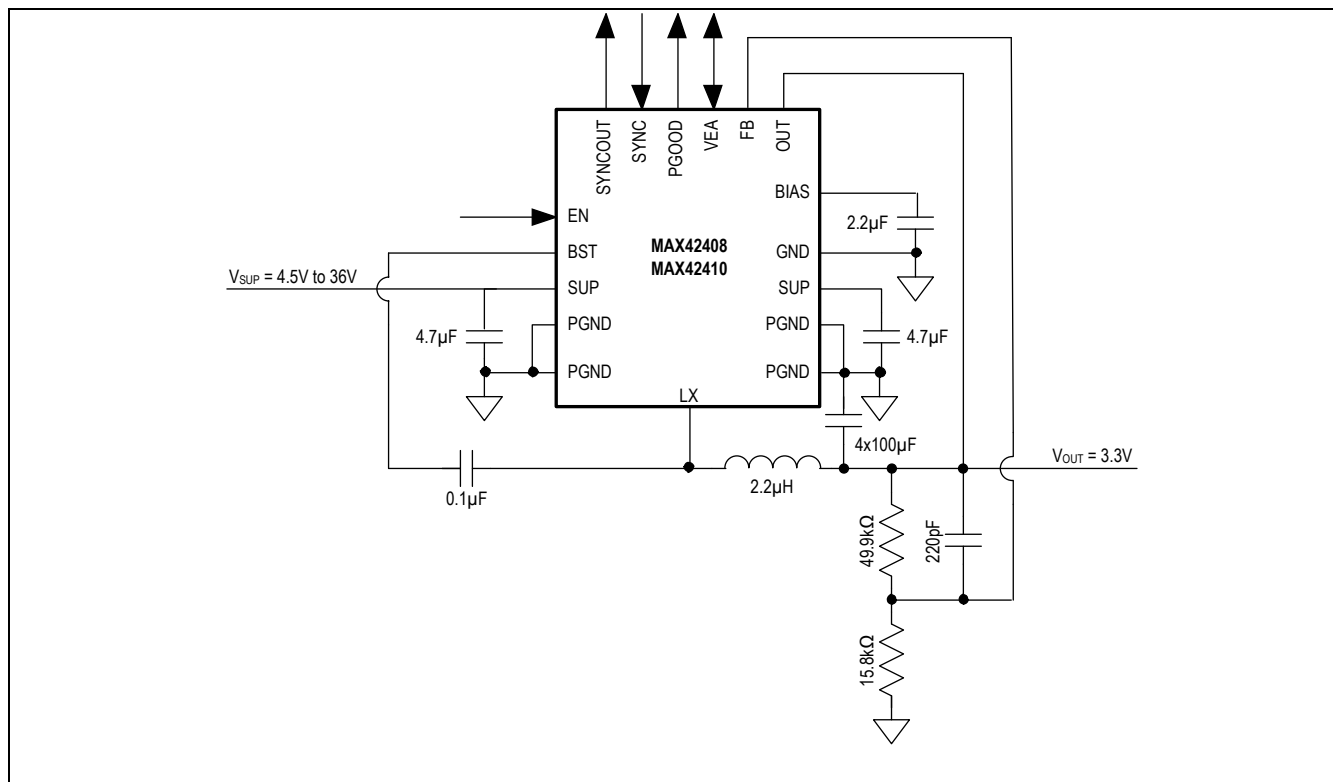 SYNCOUT
SYNC
PGOOD
VEA
FB
OUT
BIAS
2.2µF
EN
MAX42408
MAX42410
BST
GND
VSUP = 4.5V to 36V
SUP
SUP
4.7µF
PGND
PGND
4.7µF
PGND
PGND
LX
4x100µF
VOUT = 3.3V
0.1µF
2.2µH
49.9kΩ
220pF
15.8kΩ